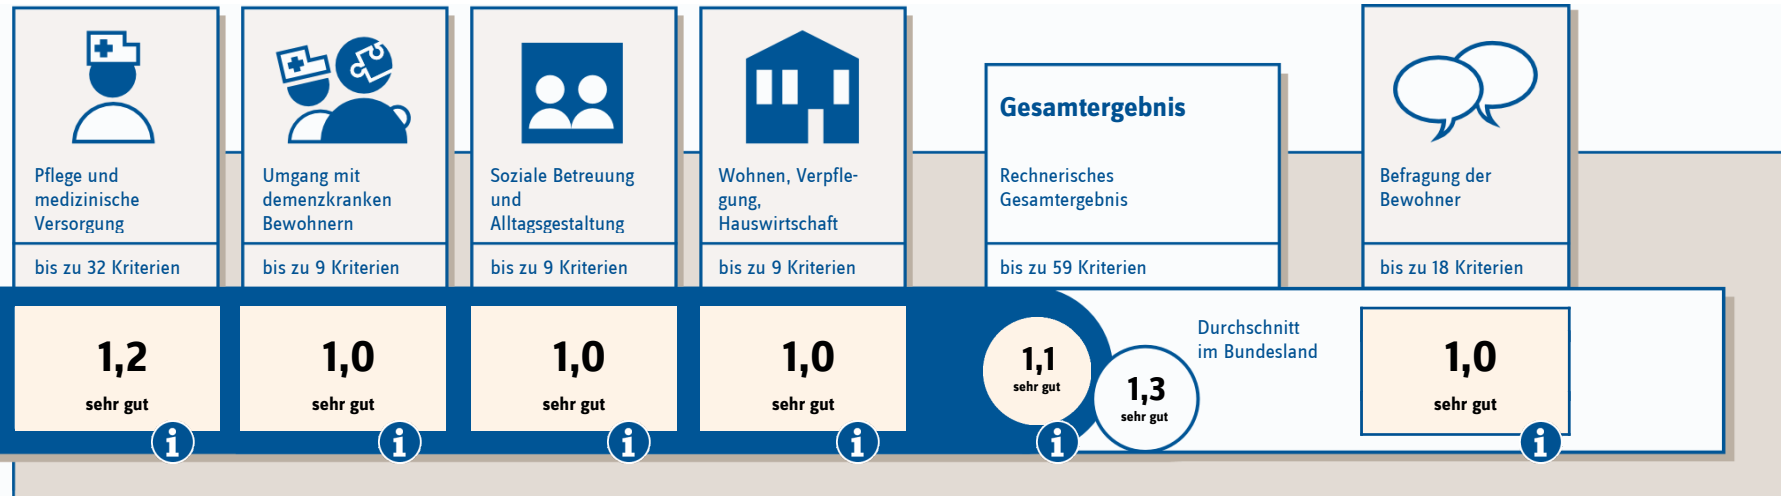 Pflege und
medizinische
Versorgung
bis zu 32 Kriterien
1,2
sehr gut
i
Umgang mit
demenzkranken
Bewohnern
bis zu 9 Kriterien
1,0
sehr gut
i
Soziale Betreuung
und
Alltagsgestaltung
bis zu 9 Kriterien
1,0
sehr gut
i
Wohnen, Verpfle-
gung,
Hauswirtschaft
bis zu 9 Kriterien
1,0
sehr gut
i
Gesamtergebnis
Rechnerisches
Gesamtergebnis
bis zu 59 Kriterien
1,1
sehr gut
i
1,3
sehr gut
Durchschnitt
im Bundesland
Befragung der
Bewohner
bis zu 18 Kriterien
1,0
sehr gut
i